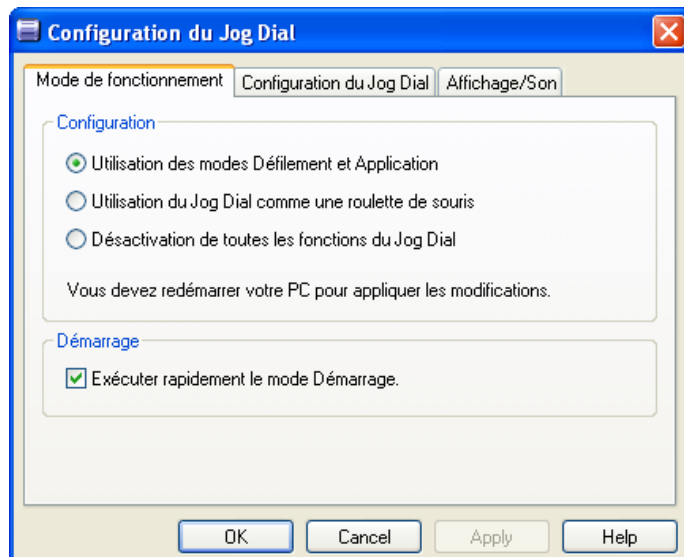 Configuration du Jog Dial
Mode de fonctionnement Configuration du Jog Dial Affichage/Son
Configuration
Utilisation des modes Défilement et Application
Utilisation du Jog Dial comme une roulette de souris
Désactivation de toutes les fonctions du Jog Dial
Vous devez redémarrer votre PC pour appliquer les modifications.
Démarrage
Exécuter rapidement le mode Démarrage.
OK Cancel Apply Help